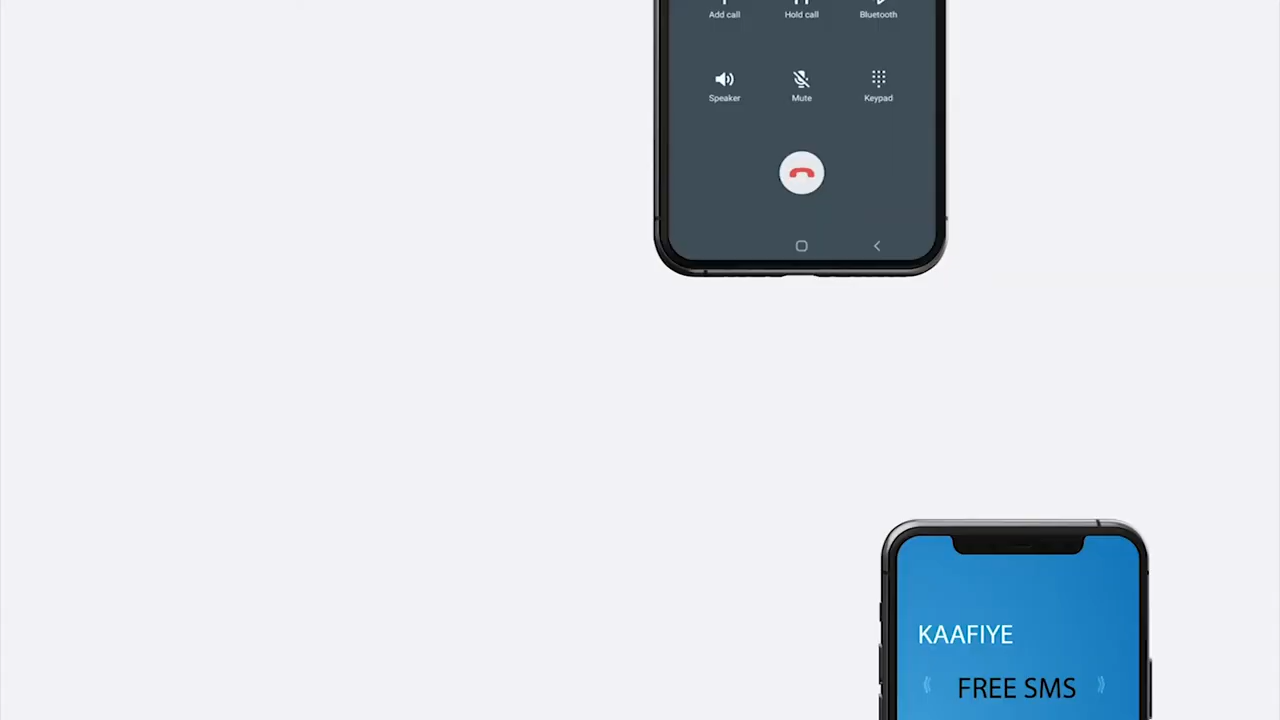 Add call Hold call Bluetooth
Speaker Mute Keypad
KAAFIYE
FREE SMS